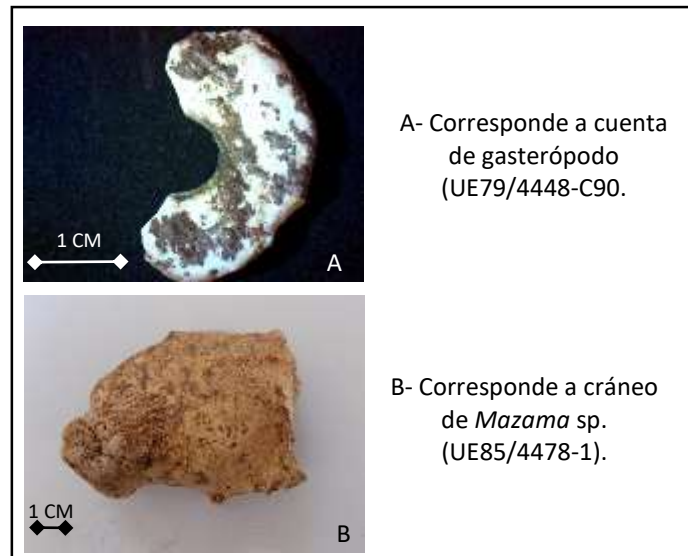 1 CM
A
A- Corresponde a cuenta
de gasterópodo
(UE79/4448-C90.
1 CM
B
B- Corresponde a cráneo
de Mazama sp.
(UE85/4478-1).